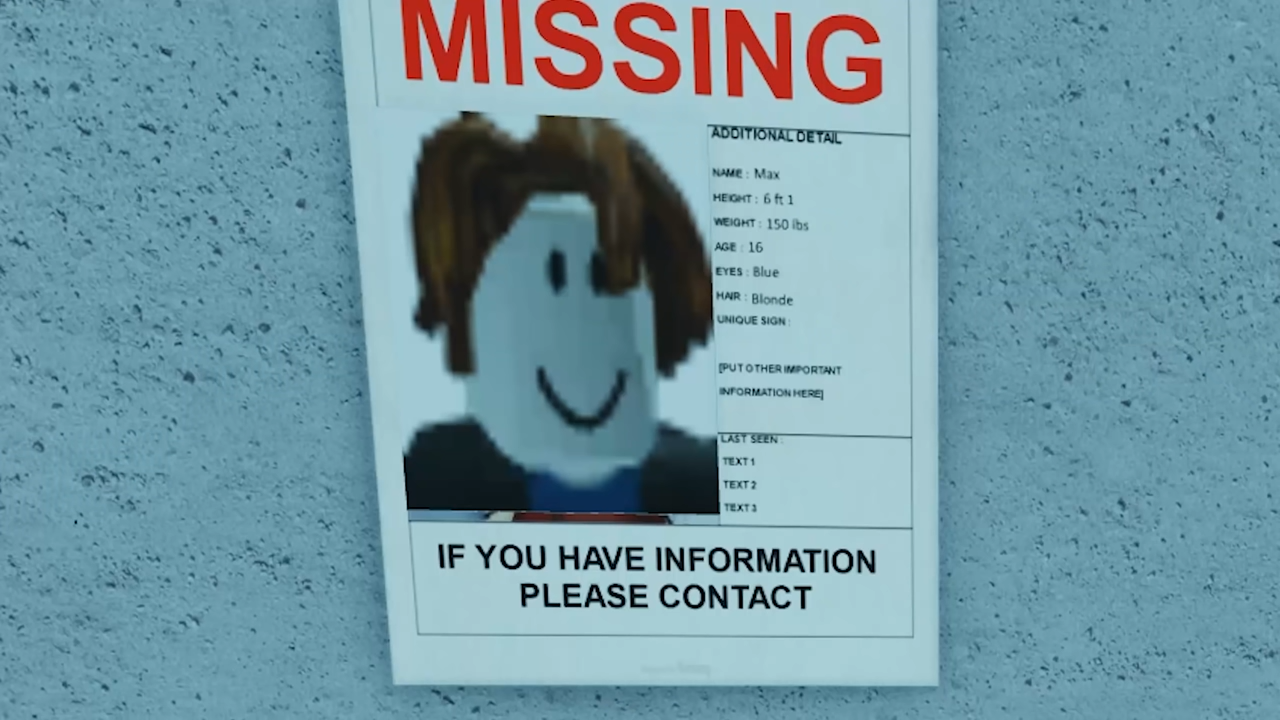 MISSING
ADDITIONAL DETAIL
NAME : Max
HEIGHT : 6 ft 1
WEIGHT : 150 lbs
AGE : 16
EYES : Blue
HAIR : Blonde
UNIQUE SIGN :
[PUT OTHER IMPORTANT
INFORMATION HERE]
LAST SEEN :
TEXT 1
TEXT 2
TEXT 3
IF YOU HAVE INFORMATION
PLEASE CONTACT